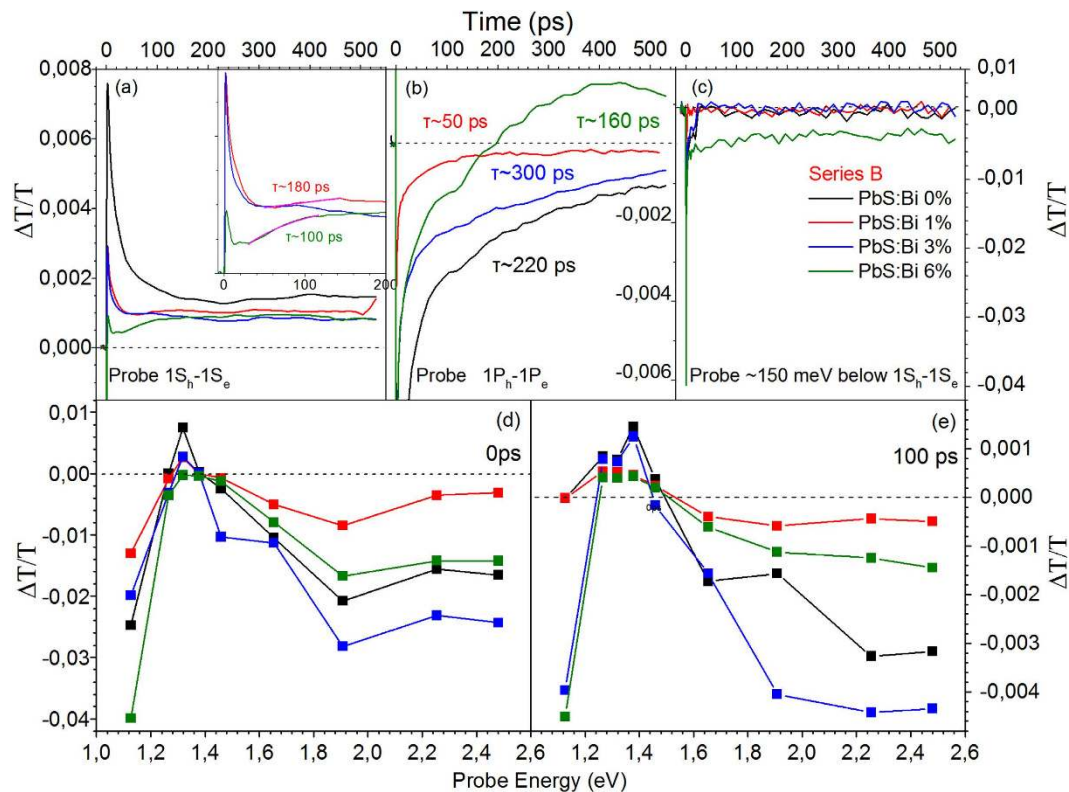 Time (ps)
0 100 200 300 400 500 0 100 200 300 400 500 0 100 200 300 400 500
0,008
0,006
0,004
0,002
0,000
ΔT/T
(a)
τ~180 ps
τ~100 ps
0 100 200
Probe 1Sh-1Se
(b)
τ~50 ps
τ~160 ps
τ~300 ps
τ~220 ps
-0,002
-0,004
-0,006
Probe 1Ph-1Pe
(c)
Series B
PbS:Bi 0%
PbS:Bi 1%
PbS:Bi 3%
PbS:Bi 6%
Probe ~150 meV below 1Sh-1Se
0,01
0,00
-0,01
-0,02
-0,03
-0,04
ΔT/T
0,01
0,00
-0,01
-0,02
-0,03
-0,04
ΔT/T
(d)
0ps
(e)
100 ps
0,001
0,000
-0,001
-0,002
-0,003
-0,004
ΔT/T
1,0 1,2 1,4 1,6 1,8 2,0 2,2 2,4 2,6 1,2 1,4 1,6 1,8 2,0 2,2 2,4 2,6
Probe Energy (eV)